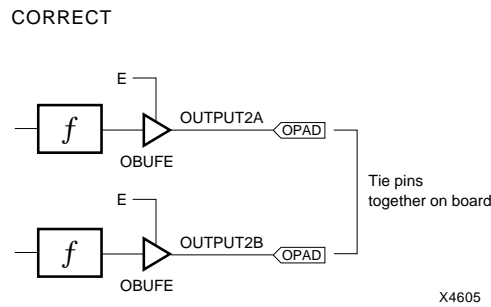 CORRECT
E
f
OUTPUT2A
OPAD
OBUFE
Tie pins
together on board
E
f
OUTPUT2B
OPAD
OBUFE
X4605